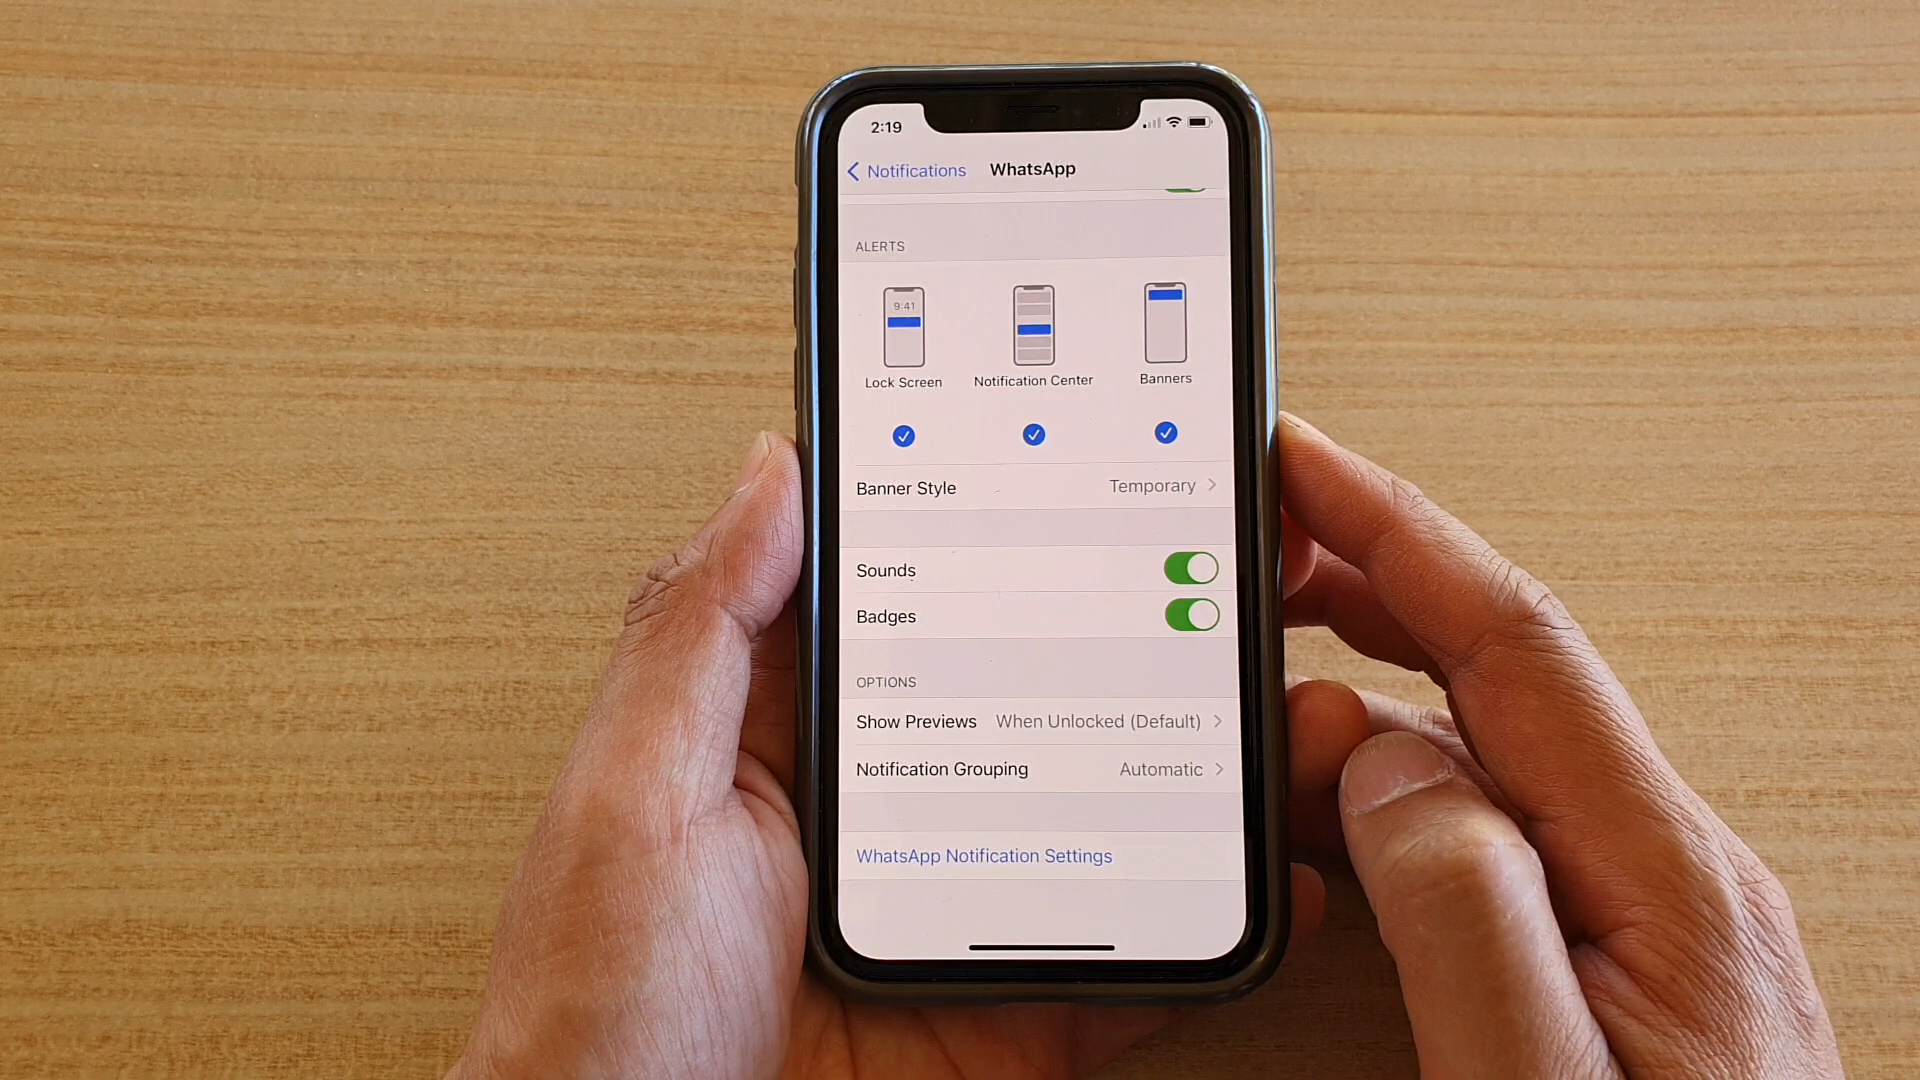 2:19
Notifications WhatsApp
ALERTS
9:41
Lock Screen Notification Center Banners
Banner Style Temporary
Sounds
Badges
OPTIONS
Show Previews When Unlocked (Default)
Notification Grouping Automatic
WhatsApp Notification Settings